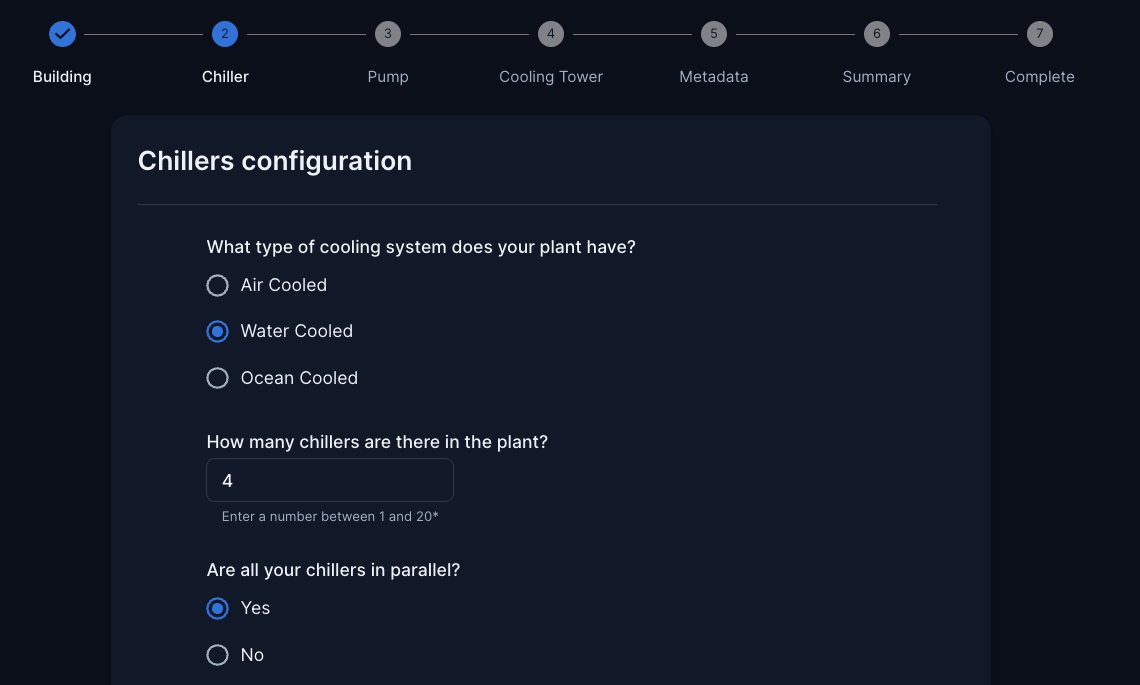 2 3 4 5 6 7
Building Chiller Pump Cooling Tower Metadata Summary Complete
Chillers configuration
What type of cooling system does your plant have?
Air Cooled
Water Cooled
Ocean Cooled
How many chillers are there in the plant?
4
Enter a number between 1 and 20*
Are all your chillers in parallel?
Yes
No